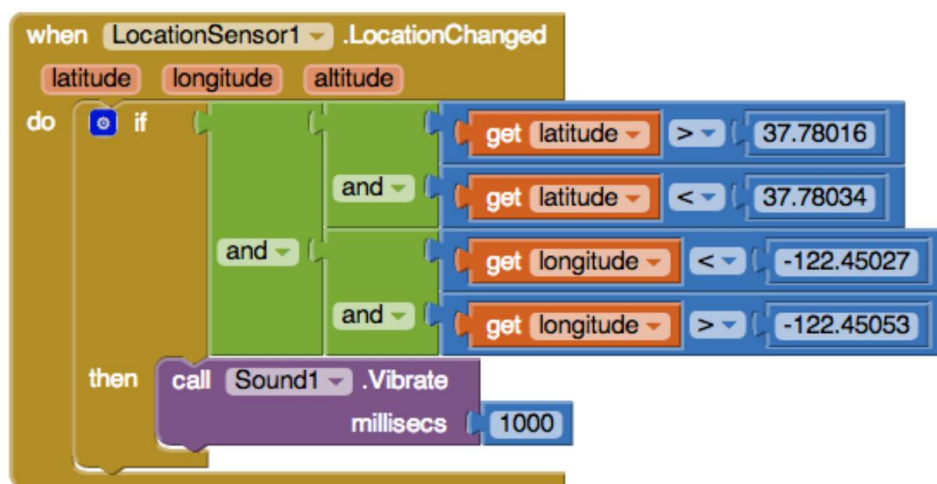 when LocationSensor1 .LocationChanged
latitude longitude altitude
do if get latitude > 37.78016
and get latitude < 37.78034
and get longitude < -122.45027
and get longitude > -122.45053
then call Sound1 .Vibrate
millisecs 1000